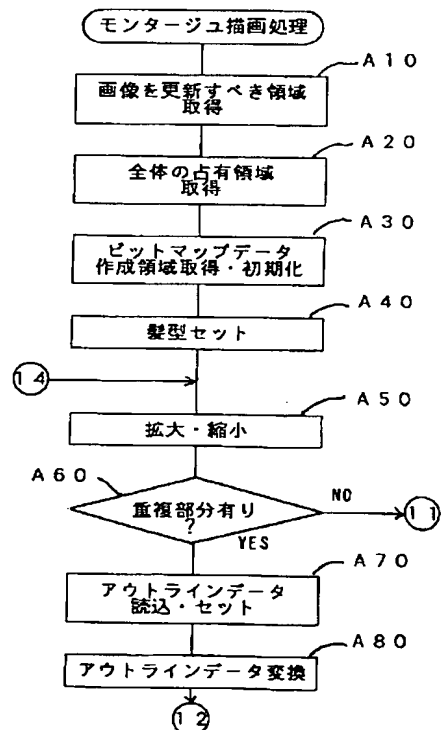 モンタージュ描画処理
A10
画像を更新すべき領域
取得
A20
全体の占有領域
取得
A30
ビットマップデータ
作成領域取得・初期化
A40
髪型セット
14
A50
拡大・縮小
A60
重複部分有り
?
NO
11
YES
A70
アウトラインデータ
読込・セット
A80
アウトラインデータ変換
12